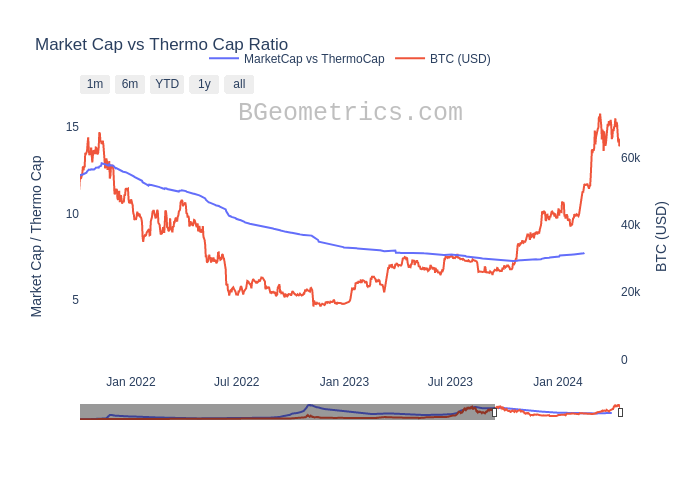 Market Cap vs Thermo Cap Ratio
MarketCap vs ThermoCap
BTC (USD)
1m
6m
YTD
1y
all
BGeometrics.com
15
10
5
Market Cap / Thermo Cap
60k
40k
20k
0
BTC (USD)
Jan 2022
Jul 2022
Jan 2023
Jul 2023
Jan 2024